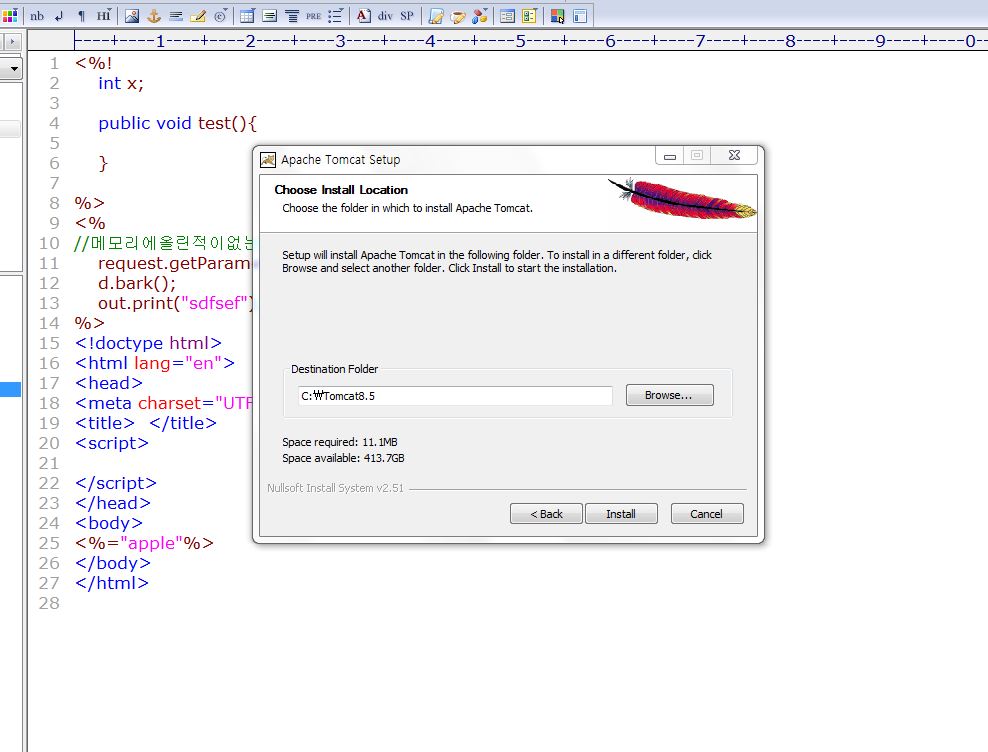 nb HI PRE div SP
----+----1----+----2----+----3----+----4----+----5----+----6----+----7----+----8----+----9----+----0--
1 <%!
2 int x;
3
4 public void test(){
5
6 }
7
8 %>
9 <%
10 //메모리에올린적이없는
11 request.getParam
12 d.bark();
13 out.print("sdfsef")
14 %>
15 <!doctype html>
16 <html lang="en">
17 <head>
18 <meta charset="UTF
19 <title> </title>
20 <script>
21
22 </script>
23 </head>
24 <body>
25 <%="apple"%>
26 </body>
27 </html>
28
Apache Tomcat Setup
Choose Install Location
Choose the folder in which to install Apache Tomcat.
Setup will install Apache Tomcat in the following folder. To install in a different folder, click
Browse and select another folder. Click Install to start the installation.
Destination Folder
C:₩Tomcat8.5
Browse...
Space required: 11.1MB
Space available: 413.7GB
Nullsoft Install System v2.51
< Back Install Cancel